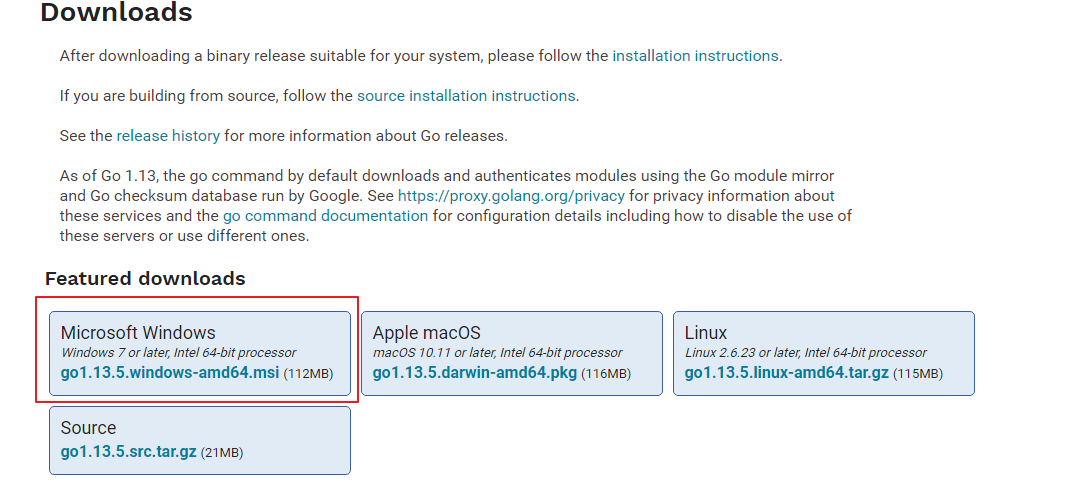 Downloads
After downloading a binary release suitable for your system, please follow the installation instructions.
If you are building from source, follow the source installation instructions.
See the release history for more information about Go releases.
As of Go 1.13, the go command by default downloads and authenticates modules using the Go module mirror
and Go checksum database run by Google. See https://proxy.golang.org/privacy for privacy information about
these services and the go command documentation for configuration details including how to disable the use of
these servers or use different ones.
Featured downloads
Microsoft Windows
Windows 7 or later, Intel 64-bit processor
go1.13.5.windows-amd64.msi (112MB)
Apple macOS
macOS 10.11 or later, Intel 64-bit processor
go1.13.5.darwin-amd64.pkg (116MB)
Linux
Linux 2.6.23 or later, Intel 64-bit processor
go1.13.5.linux-amd64.tar.gz (115MB)
Source
go1.13.5.src.tar.gz (21MB)